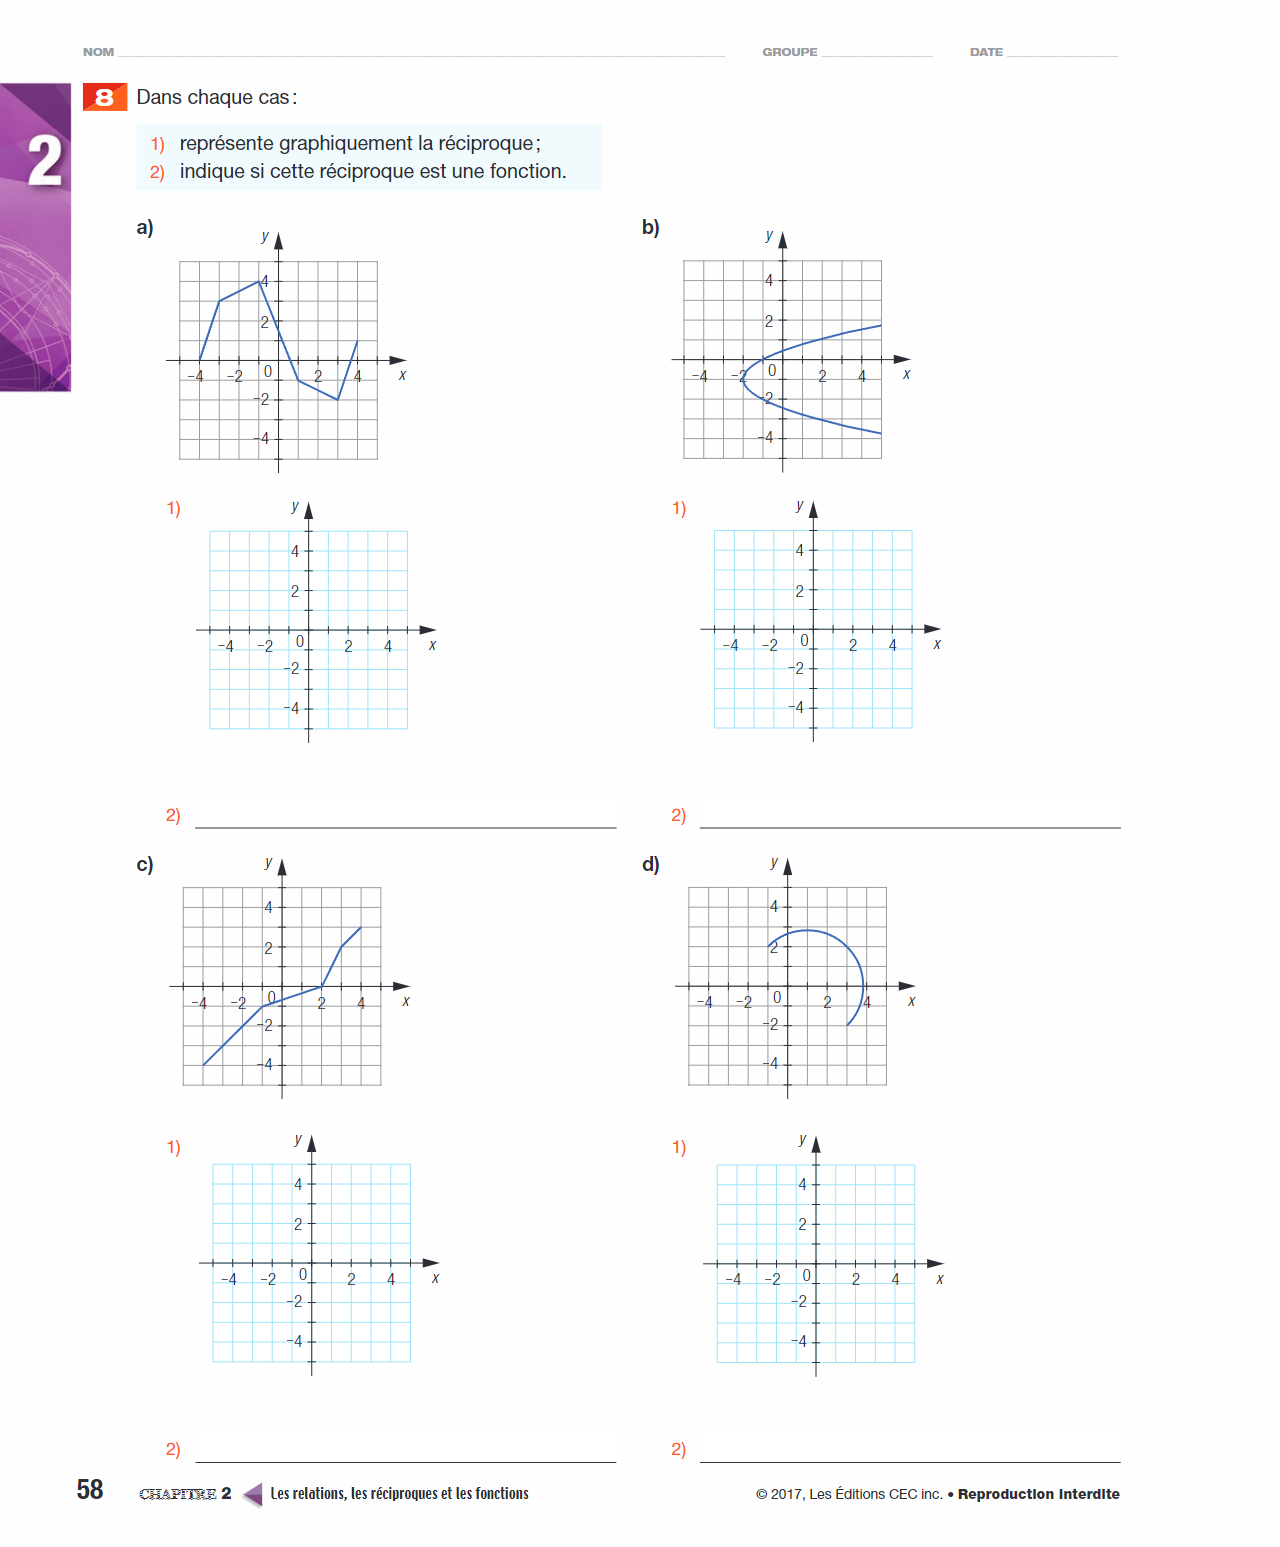 NOM GROUPE DATE
2
8 Dans chaque cas :
1) représente graphiquement la réciproque ;
2) indique si cette réciproque est une fonction.
a)
y
4
2
−4 −2 0 2 4 x
−2
−4
b)
y
4
2
−4 −2 0 2 4 x
−2
−4
1)
y
4
2
−4 −2 0 2 4 x
−2
−4
1)
y
4
2
−4 −2 0 2 4 x
−2
−4
2)
2)
c)
y
4
2
−4 −2 0 2 4 x
−2
−4
d)
y
4
2
−4 −2 0 2 4 x
−2
−4
1)
y
4
2
−4 −2 0 2 4 x
−2
−4
1)
y
4
2
−4 −2 0 2 4 x
−2
−4
2)
2)
58 CHAPITRE 2 Les relations, les réciproques et les fonctions
© 2017, Les Éditions CEC inc. • Reproduction interdite